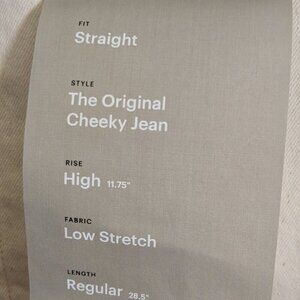 FIT
Straight
STYLE
The Original
Cheeky Jean
RISE
High 11.75"
FABRIC
Low Stretch
LENGTH
Regular 28.5"